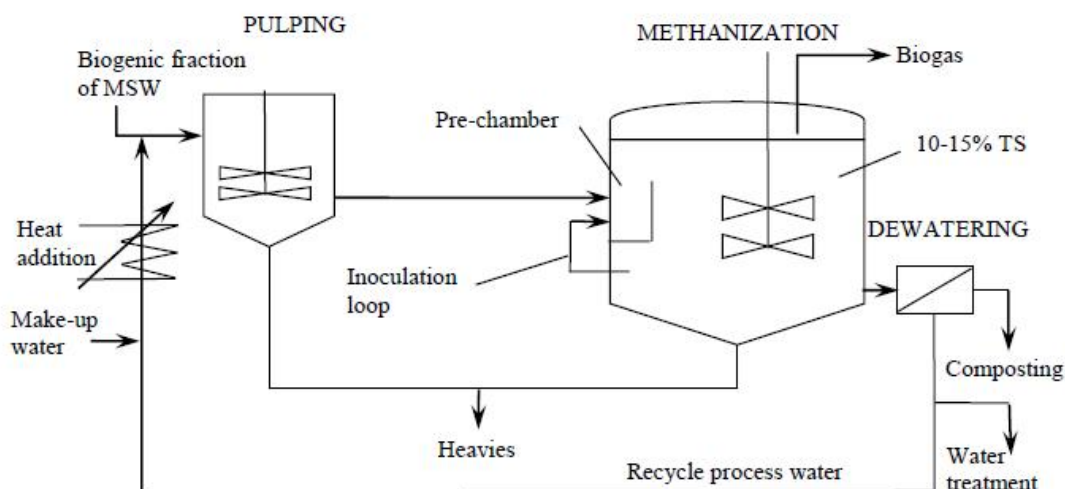 PULPING
METHANIZATION
Biogenic fraction
of MSW
Biogas
Pre-chamber
10-15% TS
Heat
addition
DEWATERING
Inoculation
loop
Make-up
water
Composting
Heavies
Recycle process water
Water
treatment